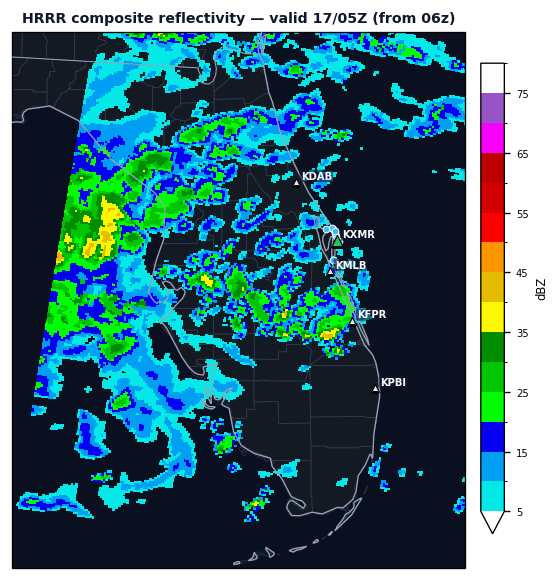 HRRR composite reflectivity — valid 17/05Z (from 06z)
KDAB
KXMR
KMLB
KFPR
KPBI
75
65
55
45
35
25
15
5
dBZ